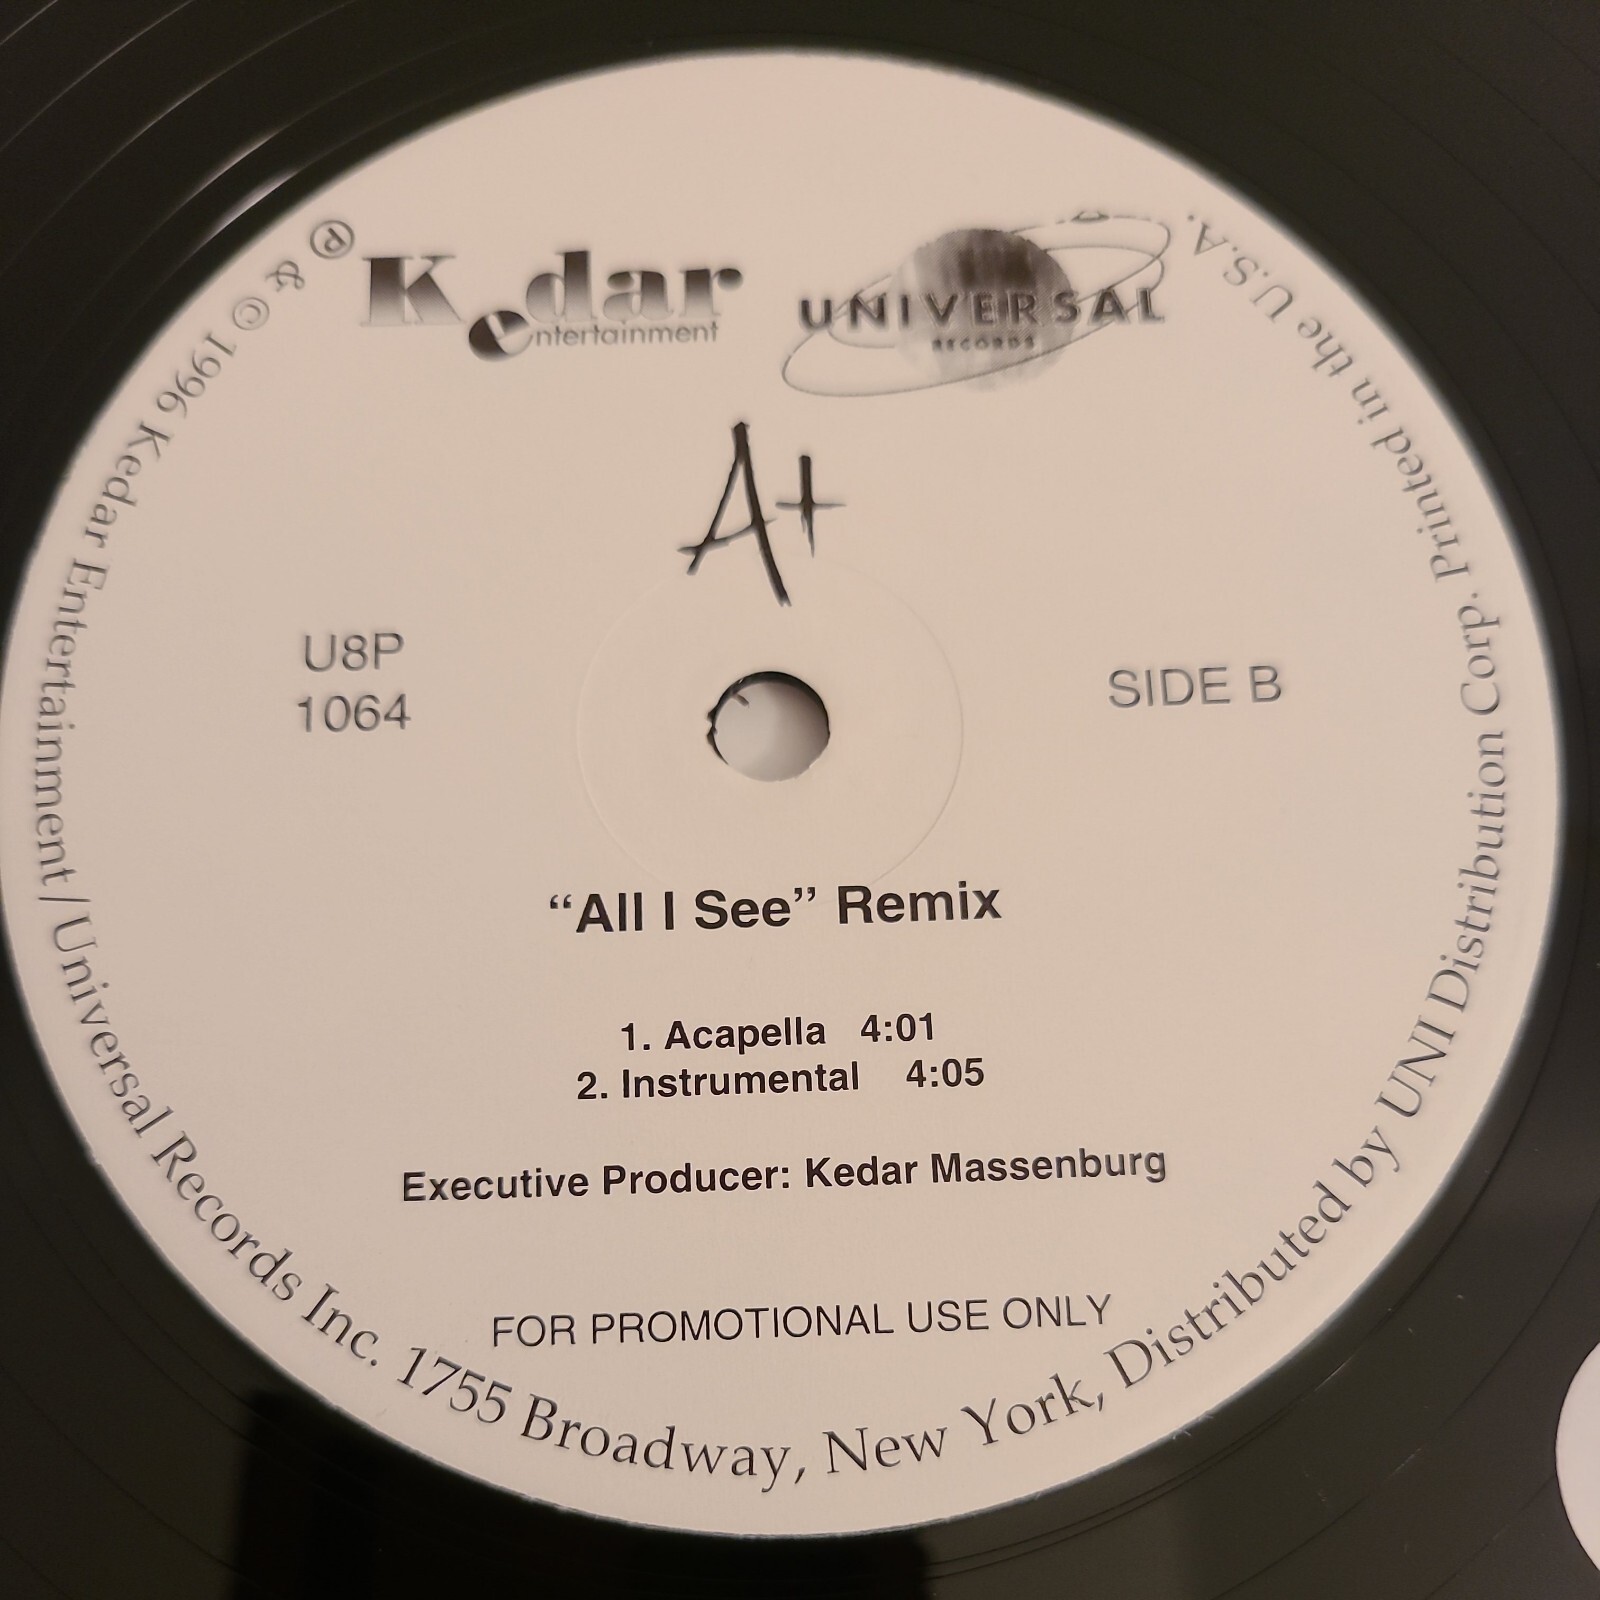 Kedar
entertainment
UNIVERSAL
RECORDS
A+
U8P
1064
SIDE B
“All I See” Remix
1. Acapella 4:01
2. Instrumental 4:05
Executive Producer: Kedar Massenburg
FOR PROMOTIONAL USE ONLY
℗ & © 1996 Kedar Entertainment / Universal Records Inc. 1755 Broadway, New York, Distributed by UNI Distribution Corp. Printed in the U.S.A.